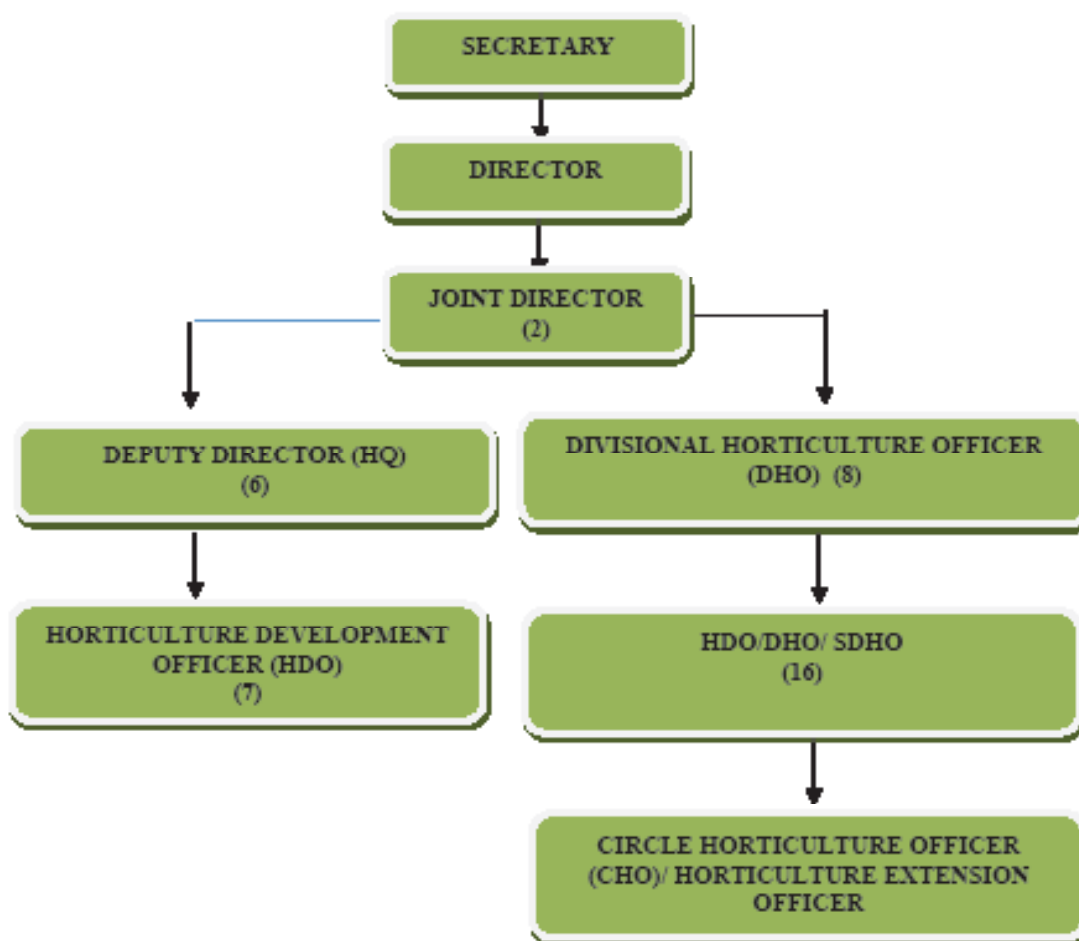 SECRETARY
DIRECTOR
JOINT DIRECTOR
(2)
DEPUTY DIRECTOR (HQ)
(6)
DIVISIONAL HORTICULTURE OFFICER
(DHO) (8)
HORTICULTURE DEVELOPMENT
OFFICER (HDO)
(7)
HDO/DHO/ SDHO
(16)
CIRCLE HORTICULTURE OFFICER
(CHO)/ HORTICULTURE EXTENSION
OFFICER